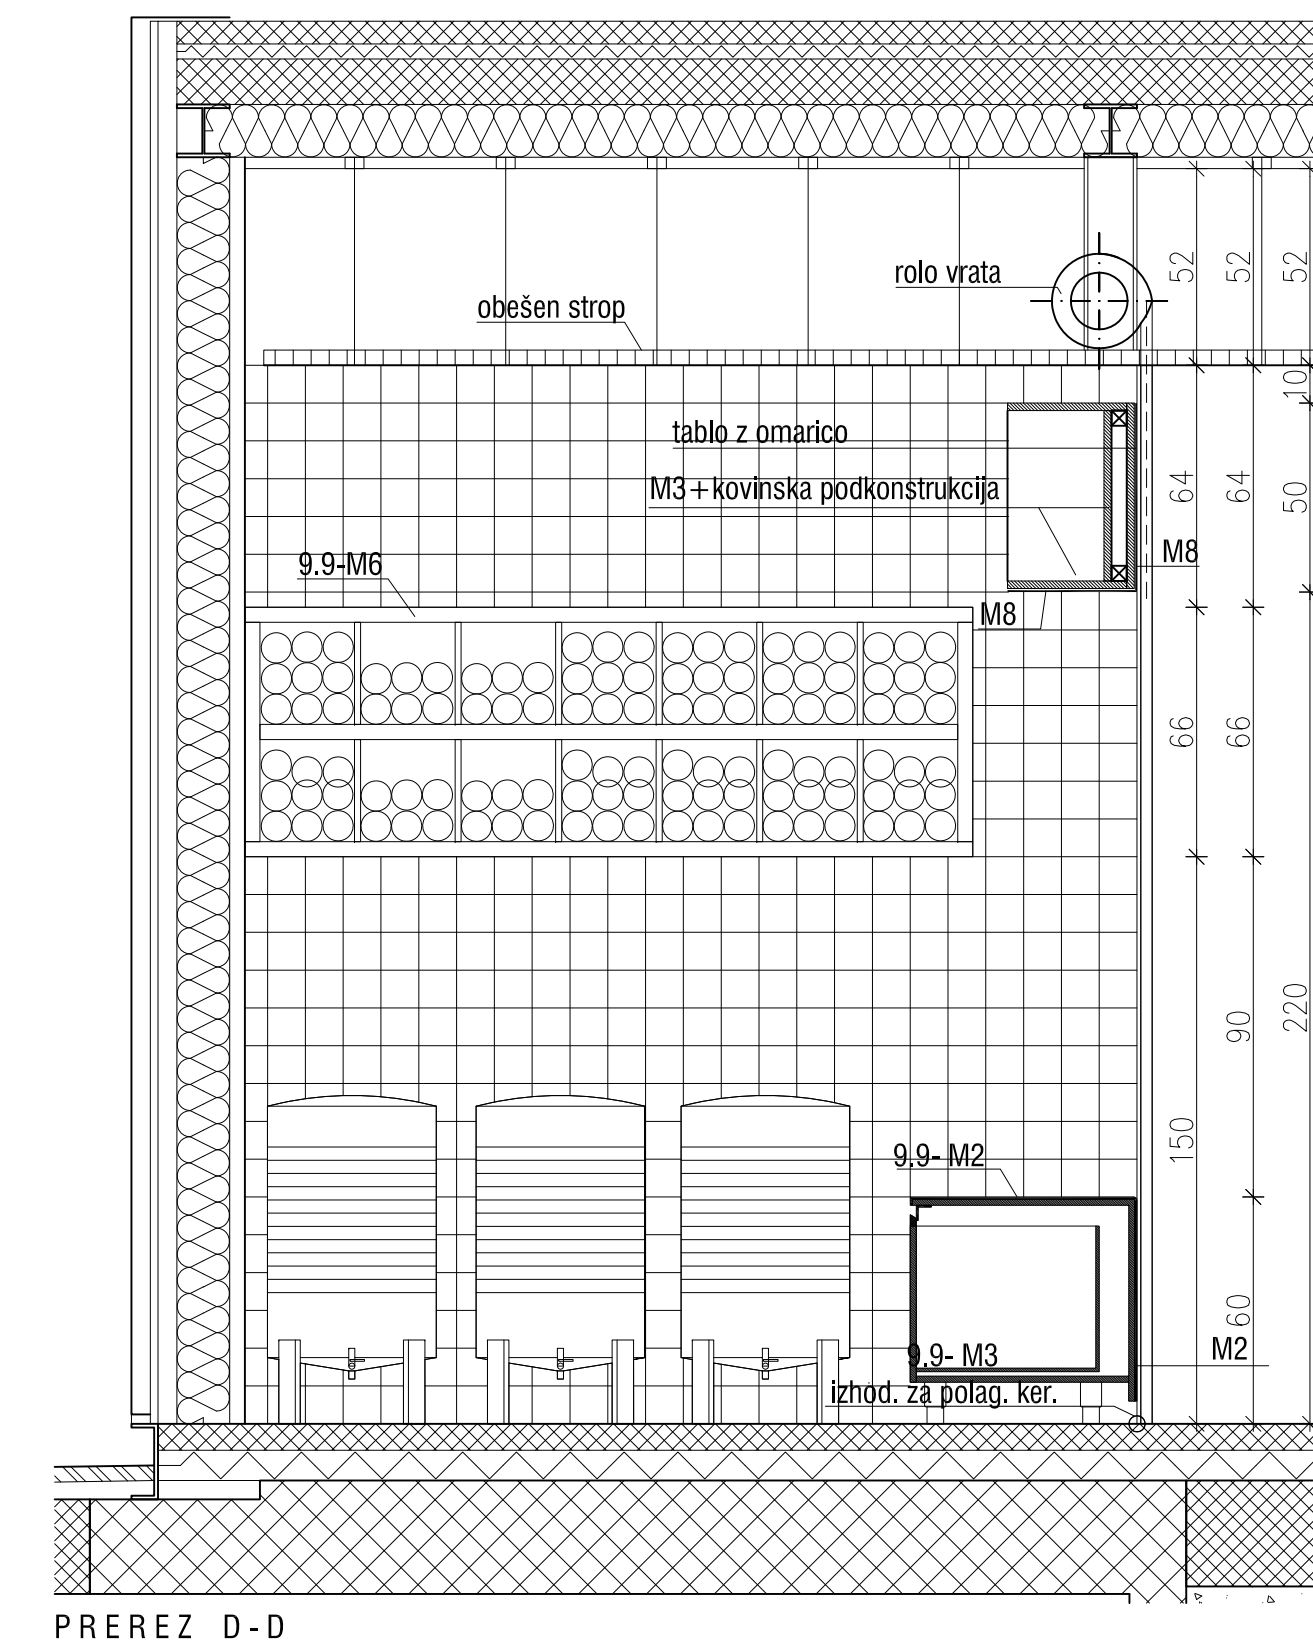 rolo vrata
obešen strop
52
52
52
10
tablo z omarico
M3+kovinska podkonstrukcija
64
64
50
M8
9.9-M6
M8
66
66
90
220
150
9.9- M2
60
9.9- M3
M2
izhod. za polag. ker.
PREREZ D-D